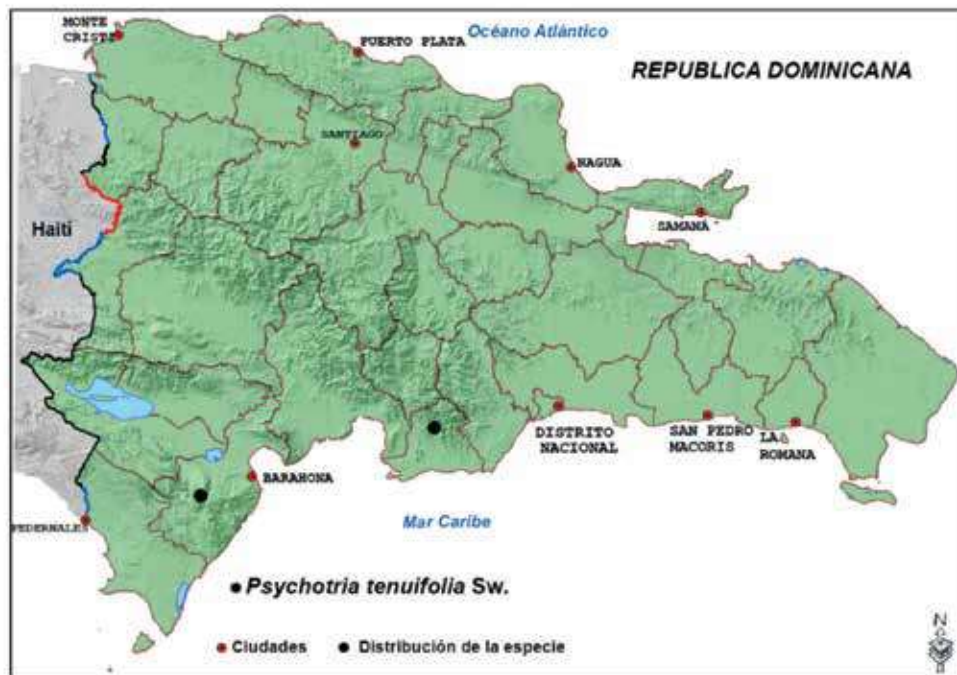 MONTE
CRISTI
PUERTO PLATA
Océano Atlántico
REPUBLICA DOMINICANA
SANTIAGO
NAGUA
SAMANÁ
Haití
DISTRITO
NACIONAL
SAN PEDRO
MACORIS
LA
ROMANA
BARAHONA
PEDERNALES
Mar Caribe
Psychotria tenuifolia Sw.
Ciudades
Distribución de la especie
N